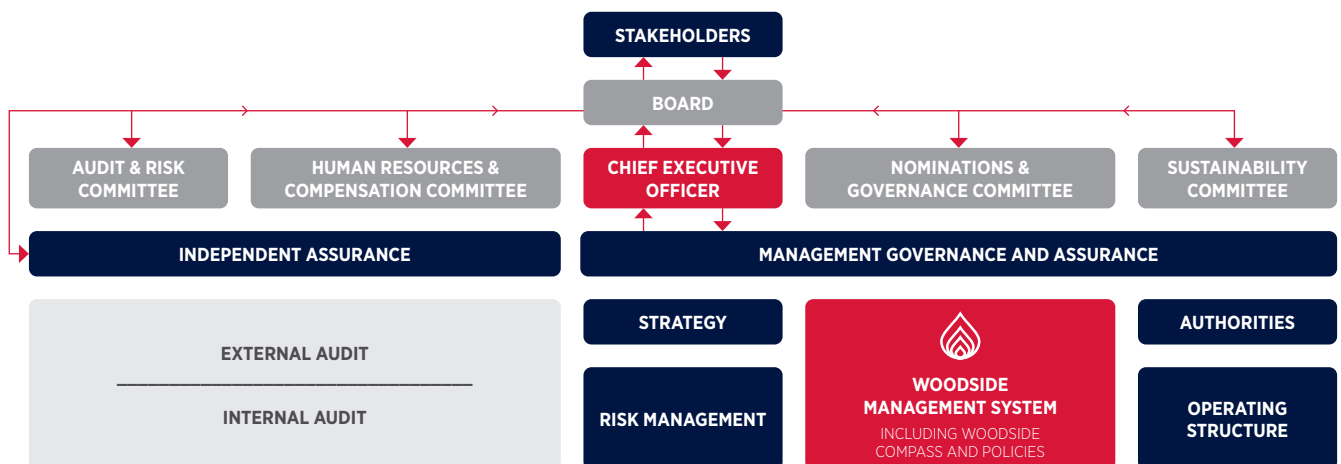 STAKEHOLDERS
BOARD
AUDIT & RISK
COMMITTEE
HUMAN RESOURCES &
COMPENSATION COMMITTEE
CHIEF EXECUTIVE
OFFICER
NOMINATIONS &
GOVERNANCE COMMITTEE
SUSTAINABILITY
COMMITTEE
INDEPENDENT ASSURANCE
MANAGEMENT GOVERNANCE AND ASSURANCE
EXTERNAL AUDIT
INTERNAL AUDIT
STRATEGY
RISK MANAGEMENT
WOODSIDE
MANAGEMENT SYSTEM
INCLUDING WOODSIDE
COMPASS AND POLICIES
AUTHORITIES
OPERATING
STRUCTURE